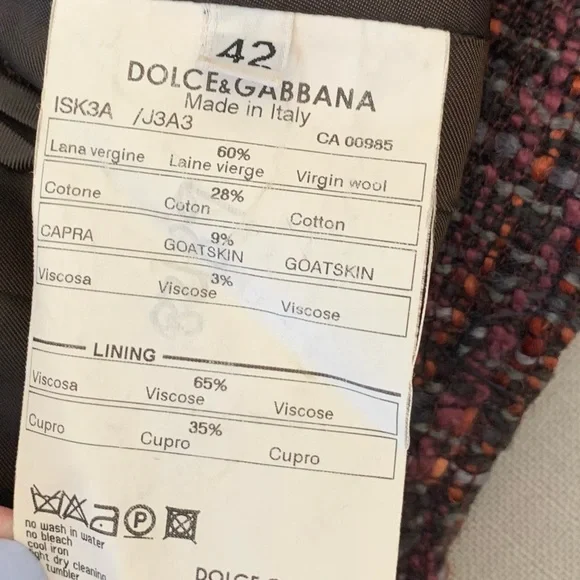 42
DOLCE&GABBANA
Made in Italy
ISK3A /J3A3 CA 00985
60%
Lana vergine Laine vierge Virgin wool
28%
Cotone Coton Cotton
9%
CAPRA GOATSKIN GOATSKIN
3%
Viscosa Viscose Viscose
LINING
65%
Viscosa Viscose Viscose
35%
Cupro Cupro Cupro
P
no wash in water
no bleach
cool iron
dry cleaning
tumbler